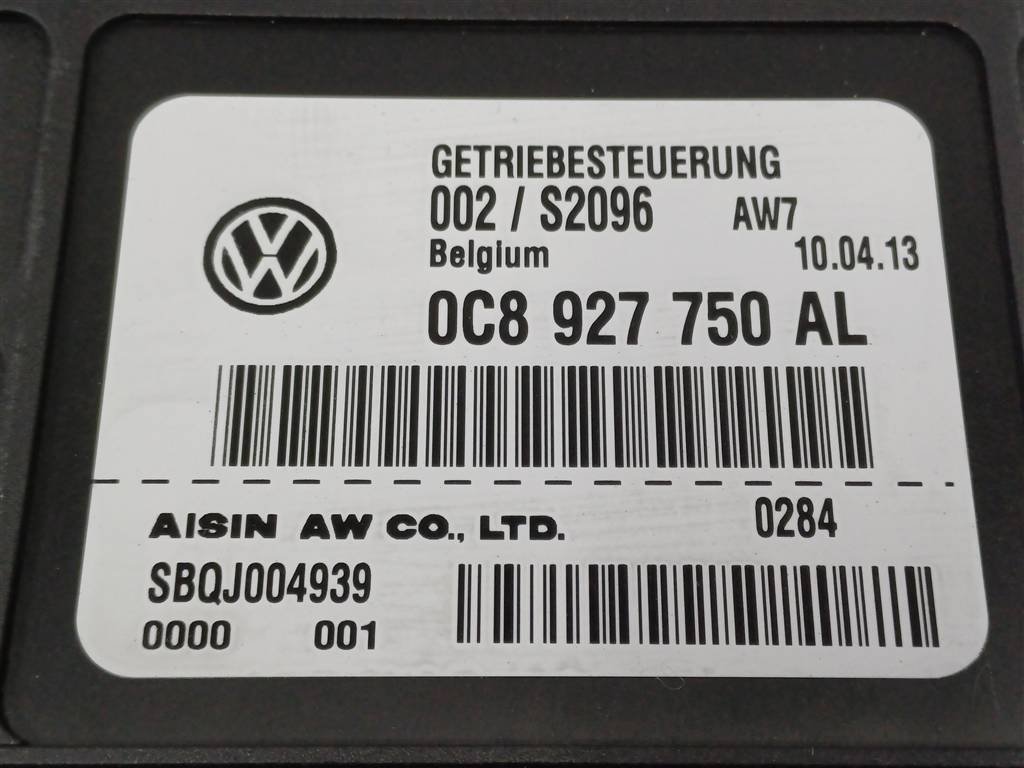 GETRIEBESTEUERUNG
002 / S2096 AW7
Belgium 10.04.13
0C8 927 750 AL
AISIN AW CO., LTD. 0284
SBQJ004939
0000 001